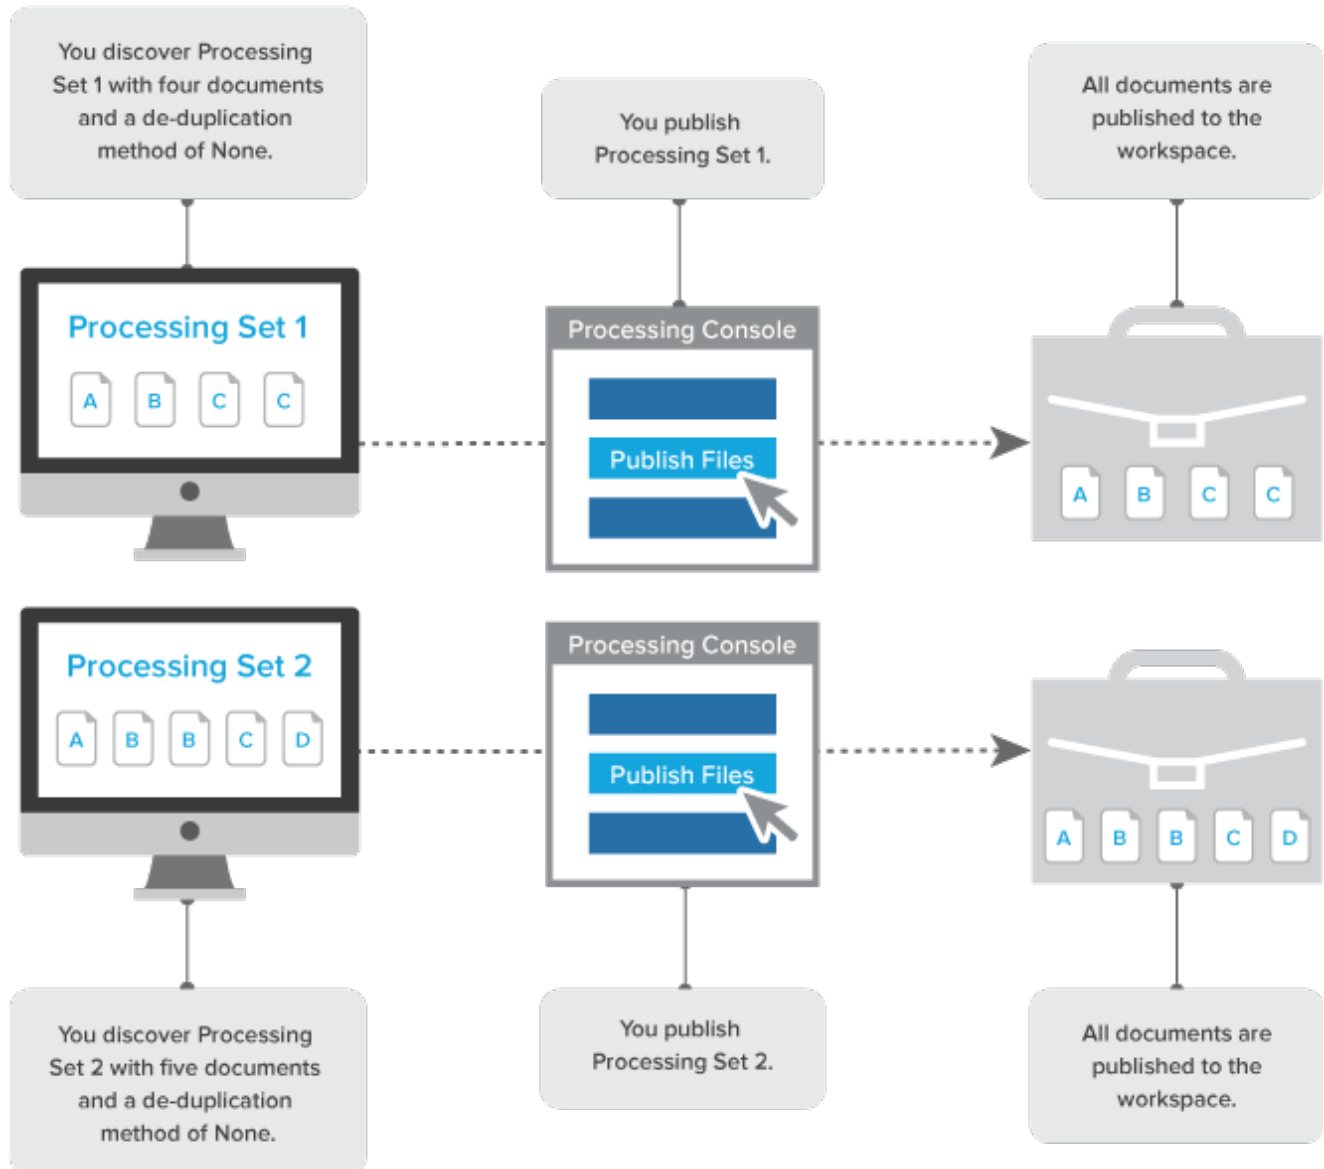 You discover Processing
Set 1 with four documents
and a de-duplication
method of None.
You publish
Processing Set 1.
All documents are
published to the
workspace.
Processing Set 1
A B C C
Processing Console
Publish Files
A B C C
Processing Set 2
A B B C D
Processing Console
Publish Files
A B B C D
You discover Processing
Set 2 with five documents
and a de-duplication
method of None.
You publish
Processing Set 2.
All documents are
published to the
workspace.